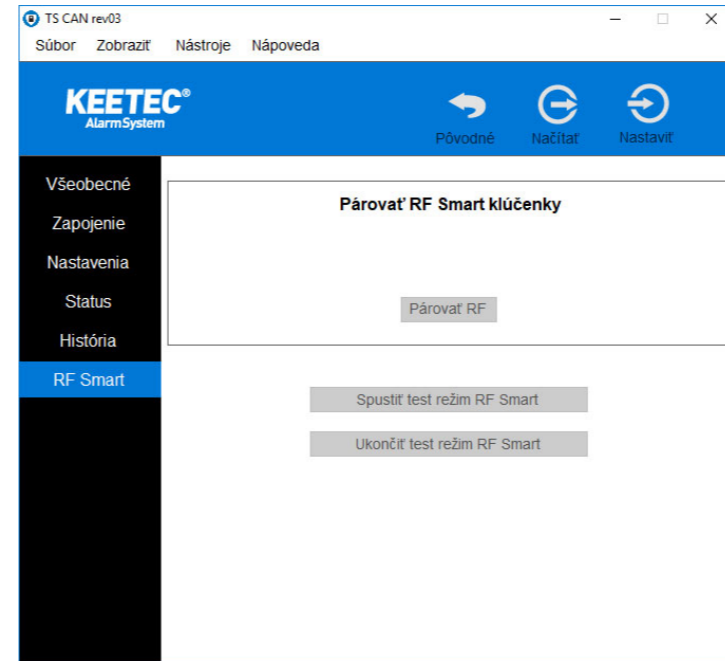 TS CAN rev03
Súbor Zobraziť Nástroje Nápoveda
KEETEC®
AlarmSystem
Pôvodné Načítať Nastaviť
Všeobecné
Zapojenie
Nastavenia
Status
História
RF Smart
Párovať RF Smart kľúčenky
Párovať RF
Spustiť test režim RF Smart
Ukončiť test režim RF Smart